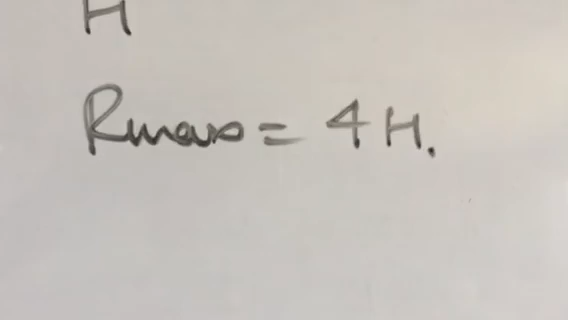 H
Rmax = 4H.